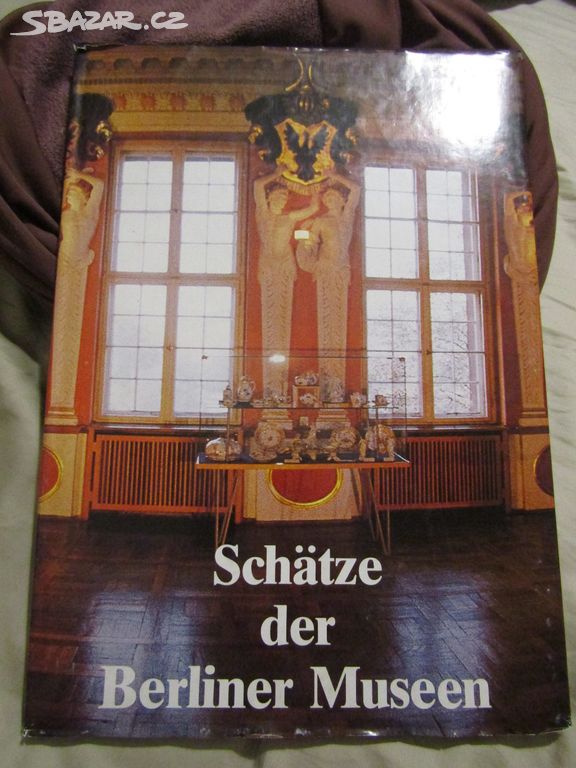 SBAZAR.CZ
Schätze
der
Berliner Museen